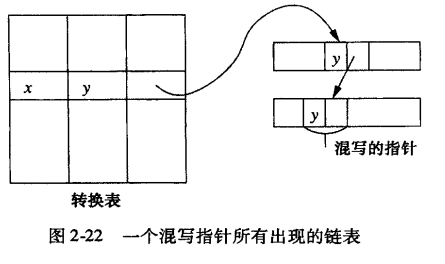 y
x y
y
混写的指针
转换表
图 2-22 一个混写指针所有出现的链表